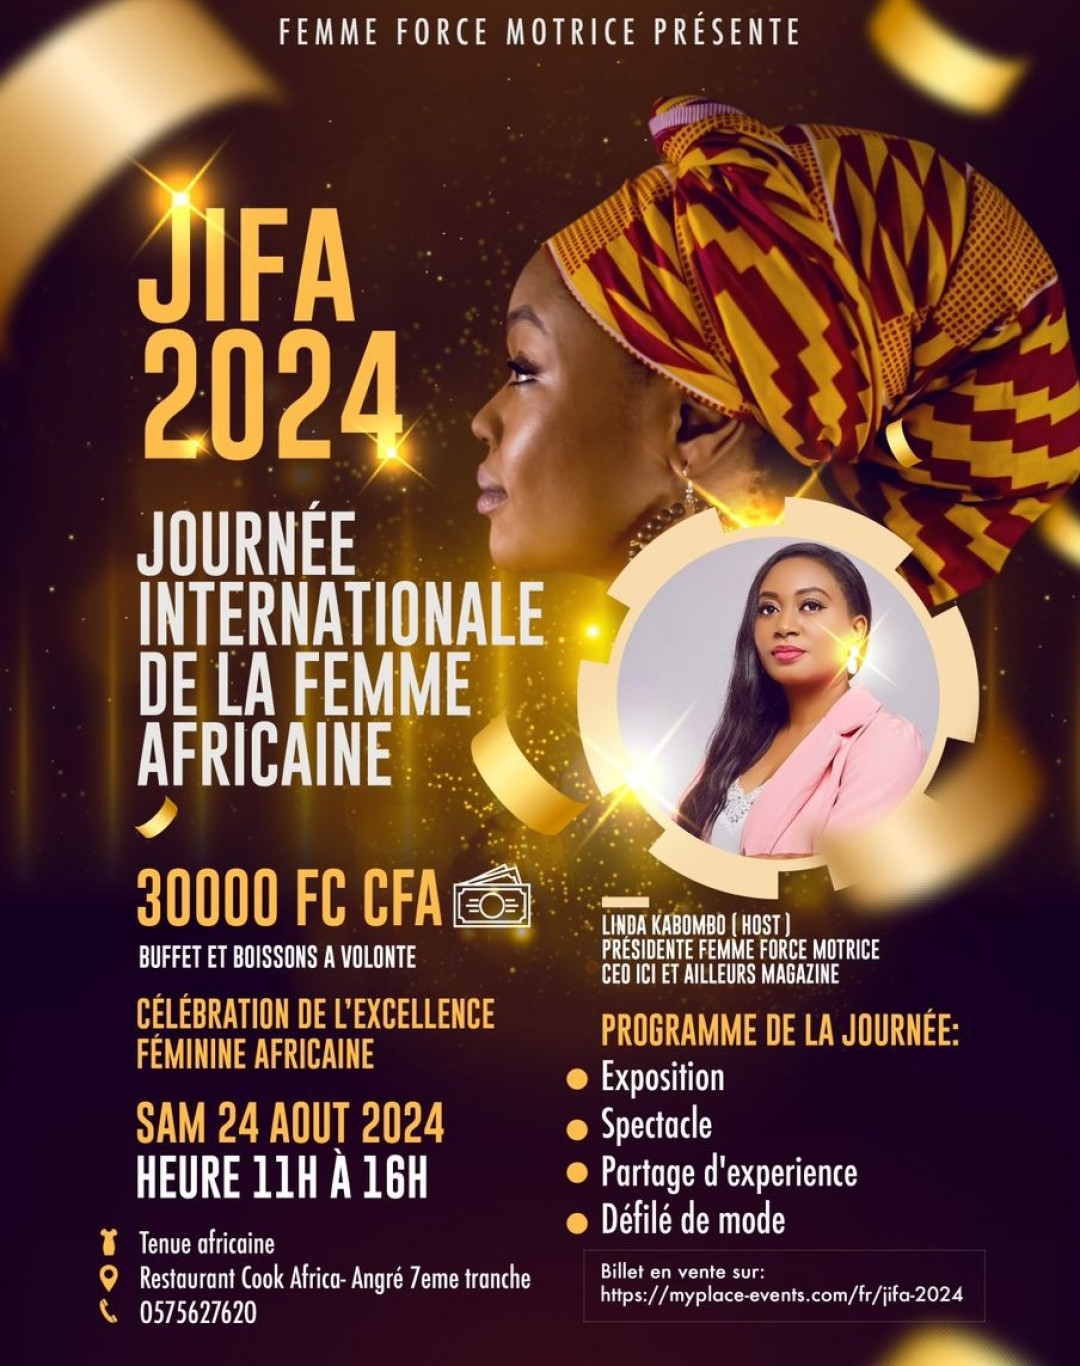 FEMME FORCE MOTRICE PRÉSENTE
JIFA
2024
JOURNÉE
INTERNATIONALE
DE LA FEMME
AFRICAINE
30000 FC CFA
BUFFET ET BOISSONS A VOLONTE
CÉLÉBRATION DE L'EXCELLENCE
FÉMININE AFRICAINE
SAM 24 AOUT 2024
HEURE 11H À 16H
Tenue africaine
Restaurant Cook Africa- Angré 7eme tranche
0575627620
LINDA KABOMBO ( HOST )
PRÉSIDENTE FEMME FORCE MOTRICE
CEO ICI ET AILLEURS MAGAZINE
PROGRAMME DE LA JOURNÉE:
Exposition
Spectacle
Partage d'experience
Défilé de mode
Billet en vente sur:
https://myplace-events.com/fr/jifa-2024